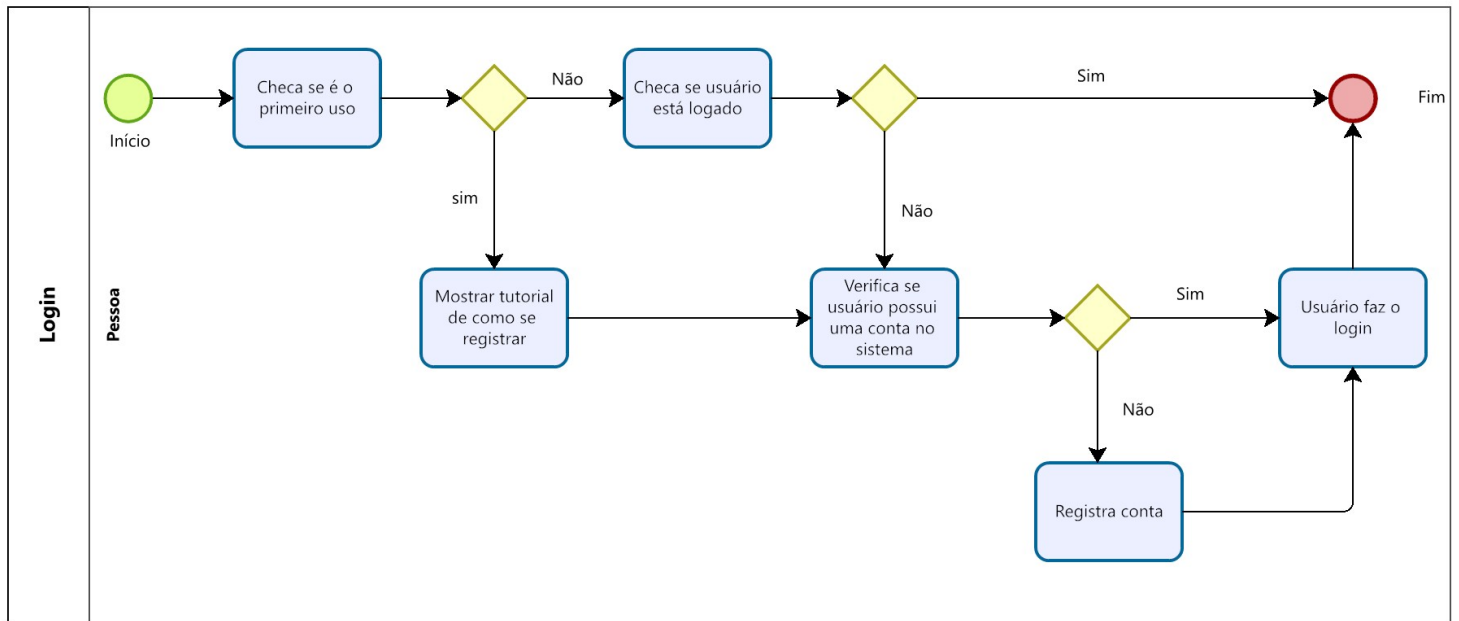 Login
Pessoa
Início
Checa se é o
primeiro uso
Não
sim
Checa se usuário
está logado
Sim
Não
Fim
Mostrar tutorial
de como se
registrar
Verifica se
usuário possui
uma conta no
sistema
Sim
Não
Usuário faz o
login
Registra conta